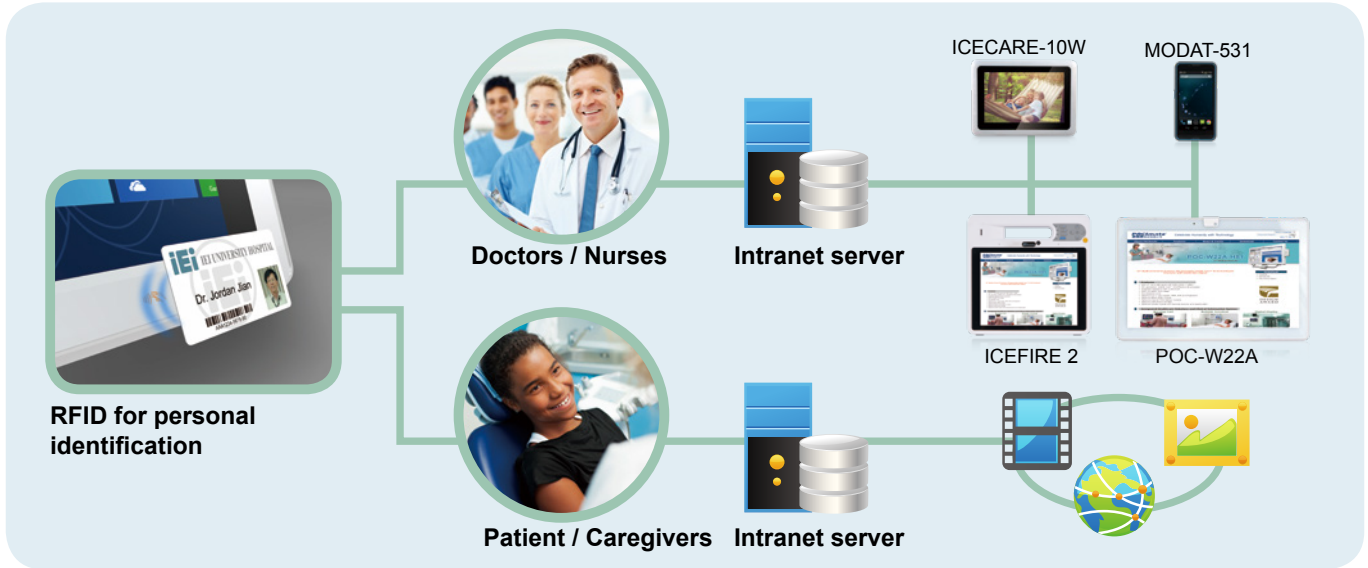 ICECARE-10W
MODAT-531
iEi IEI UNIVERSITY HOSPITAL
Dr. Jordan Jian
Doctors / Nurses
Intranet server
ICEFIRE 2
POC-W22A
RFID for personal
identification
Patient / Caregivers
Intranet server